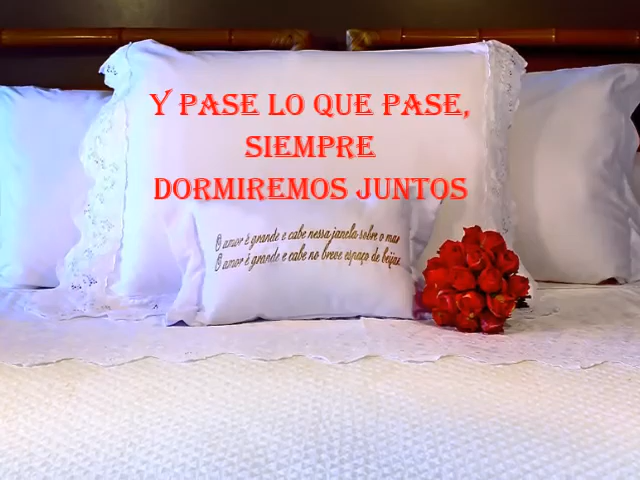 Y PASE LO QUE PASE,
SIEMPRE
DORMIREMOS JUNTOS
O amor é grande e cabe nessa janela sobre o mar
O amor é grande e cabe no breve espaço de beijar